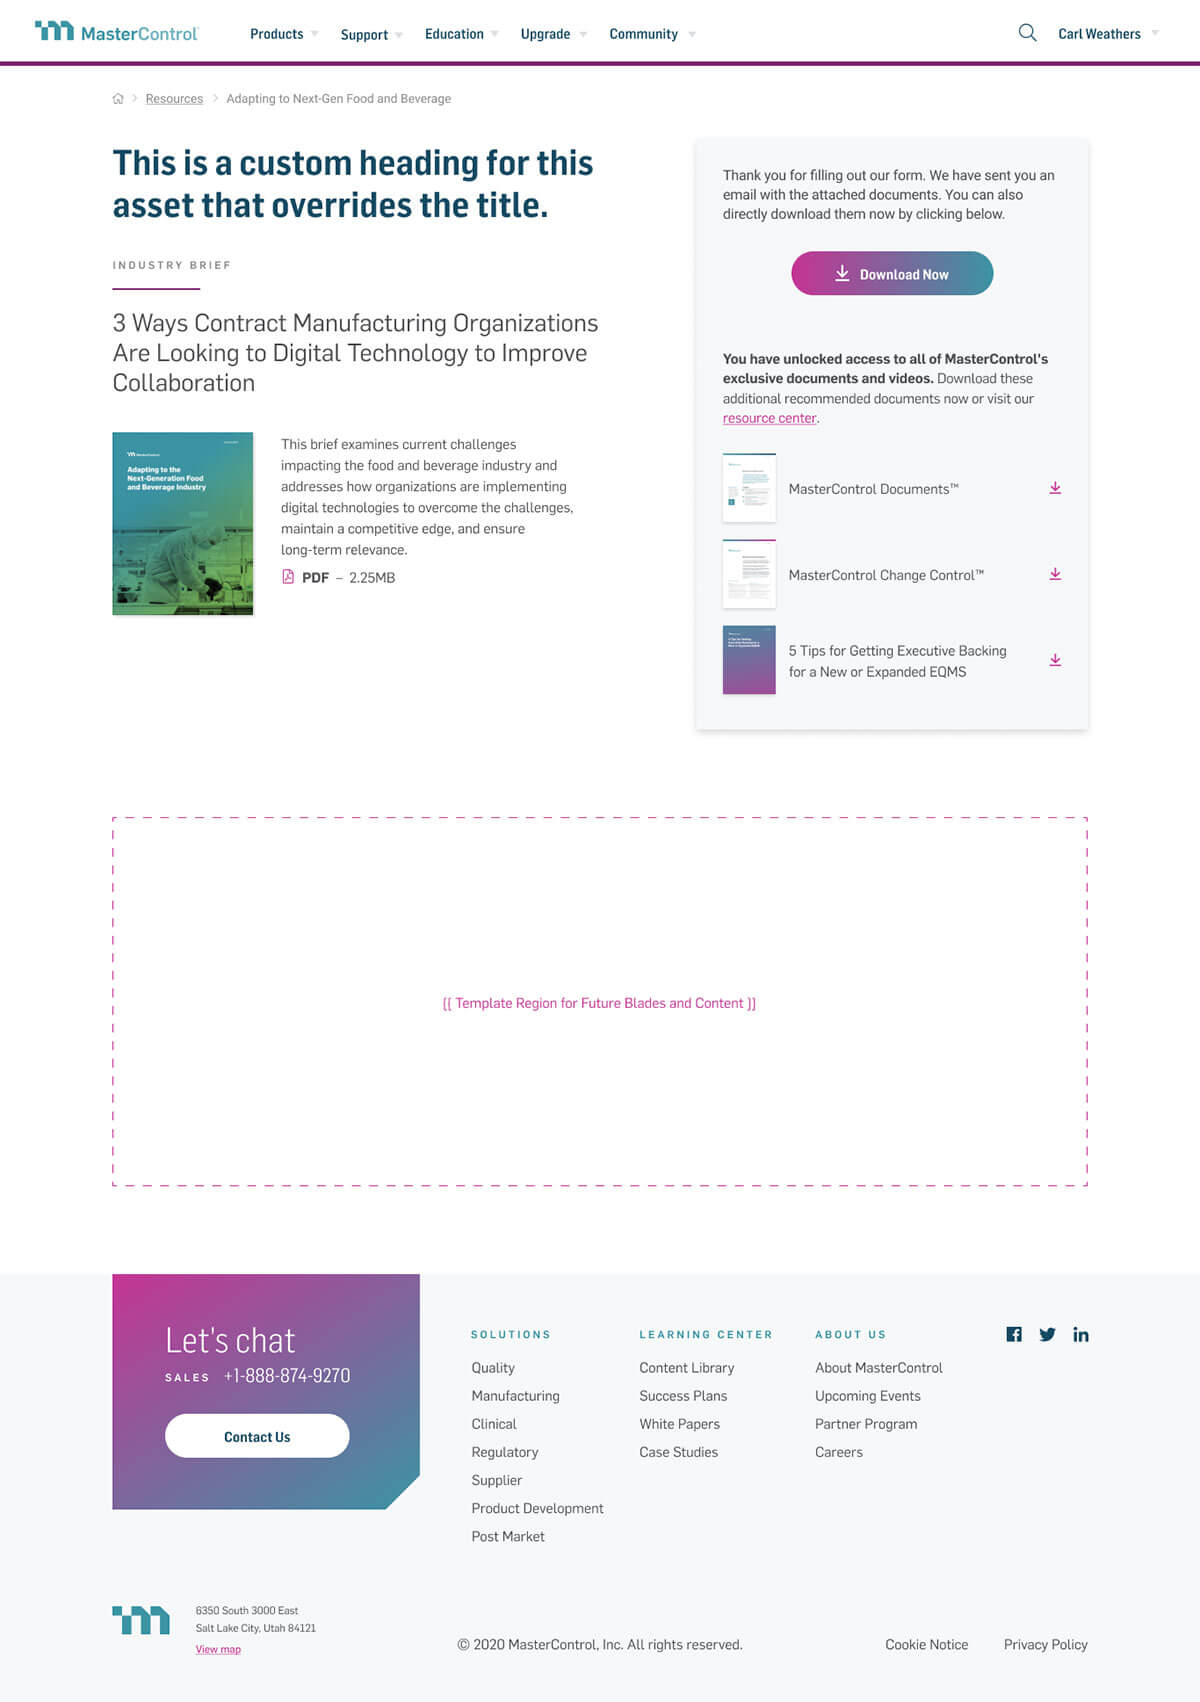 MasterControl
Products
Support
Education
Upgrade
Community
Carl Weathers
Resources
Adapting to Next-Gen Food and Beverage
This is a custom heading for this
asset that overrides the title.
INDUSTRY BRIEF
3 Ways Contract Manufacturing Organizations
Are Looking to Digital Technology to Improve
Collaboration
MasterControl
Adapting to the
Next-Generation Food
and Beverage Industry
This brief examines current challenges
impacting the food and beverage industry and
addresses how organizations are implementing
digital technologies to overcome the challenges,
maintain a competitive edge, and ensure
long-term relevance.
PDF – 2.25MB
Thank you for filling out our form. We have sent you an
email with the attached documents. You can also
directly download them now by clicking below.
Download Now
You have unlocked access to all of MasterControl's
exclusive documents and videos. Download these
additional recommended documents now or visit our
resource center.
MasterControl Documents™
MasterControl Change Control™
5 Tips for Getting Executive Backing
for a New or Expanded EQMS
[[ Template Region for Future Blades and Content ]]
Let's chat
SALES +1-888-874-9270
Contact Us
SOLUTIONS
Quality
Manufacturing
Clinical
Regulatory
Supplier
Product Development
Post Market
LEARNING CENTER
Content Library
Success Plans
White Papers
Case Studies
ABOUT US
About MasterControl
Upcoming Events
Partner Program
Careers
6350 South 3000 East
Salt Lake City, Utah 84121
View map
© 2020 MasterControl, Inc. All rights reserved.
Cookie Notice
Privacy Policy